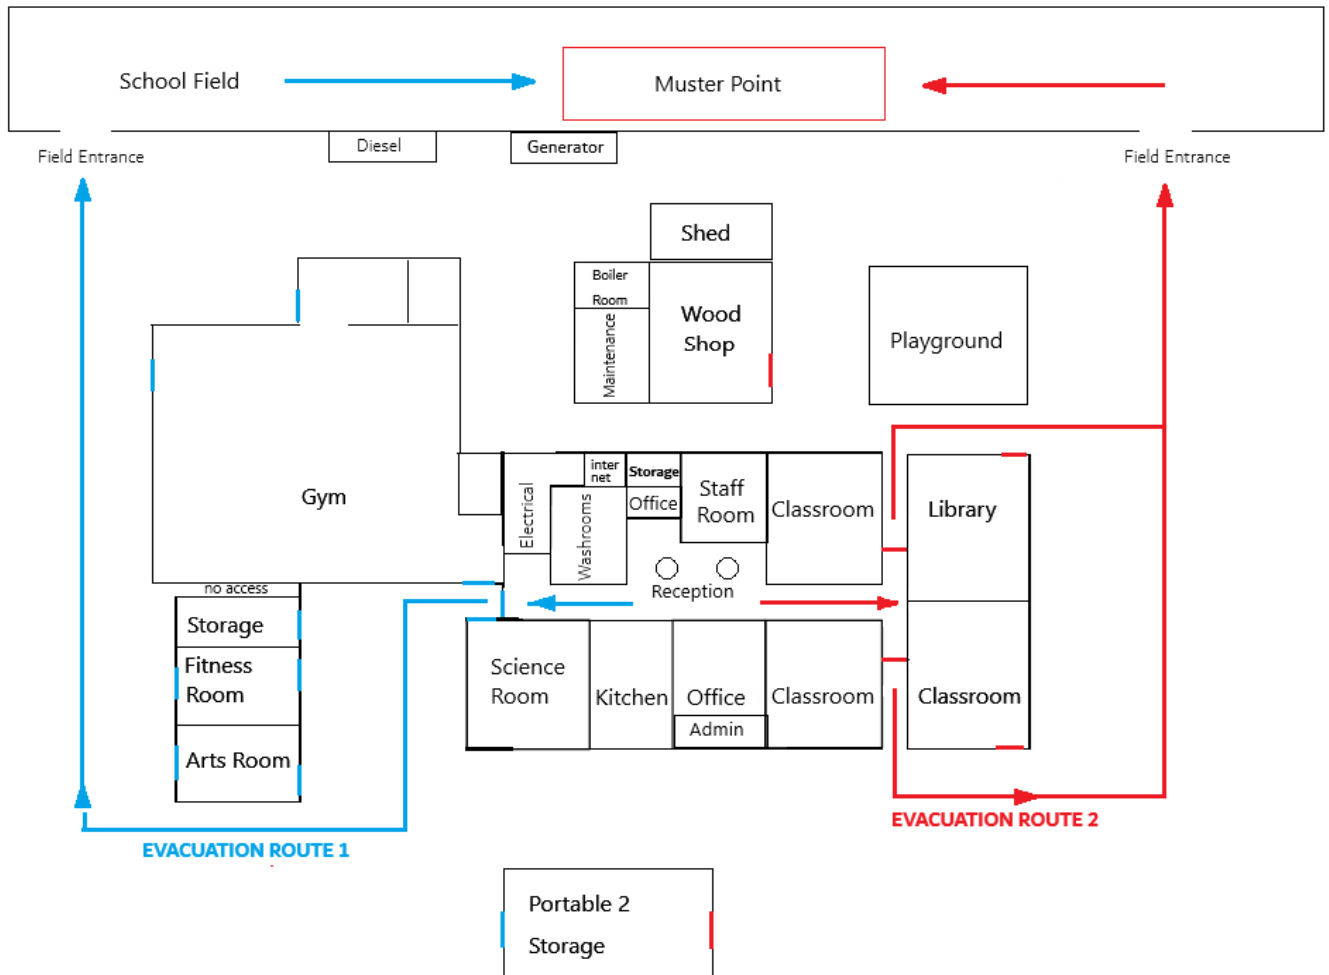 School Field
Muster Point
Field Entrance
Diesel
Generator
Field Entrance
Shed
Boiler
Room
Maintenance
Wood
Shop
Playground
Gym
Electrical
inter
net
Washrooms
Storage
Office
Staff
Room
Classroom
Library
Reception
no access
Storage
Fitness
Room
Arts Room
Science
Room
Kitchen
Office
Admin
Classroom
Classroom
EVACUATION ROUTE 1
EVACUATION ROUTE 2
Portable 2
Storage